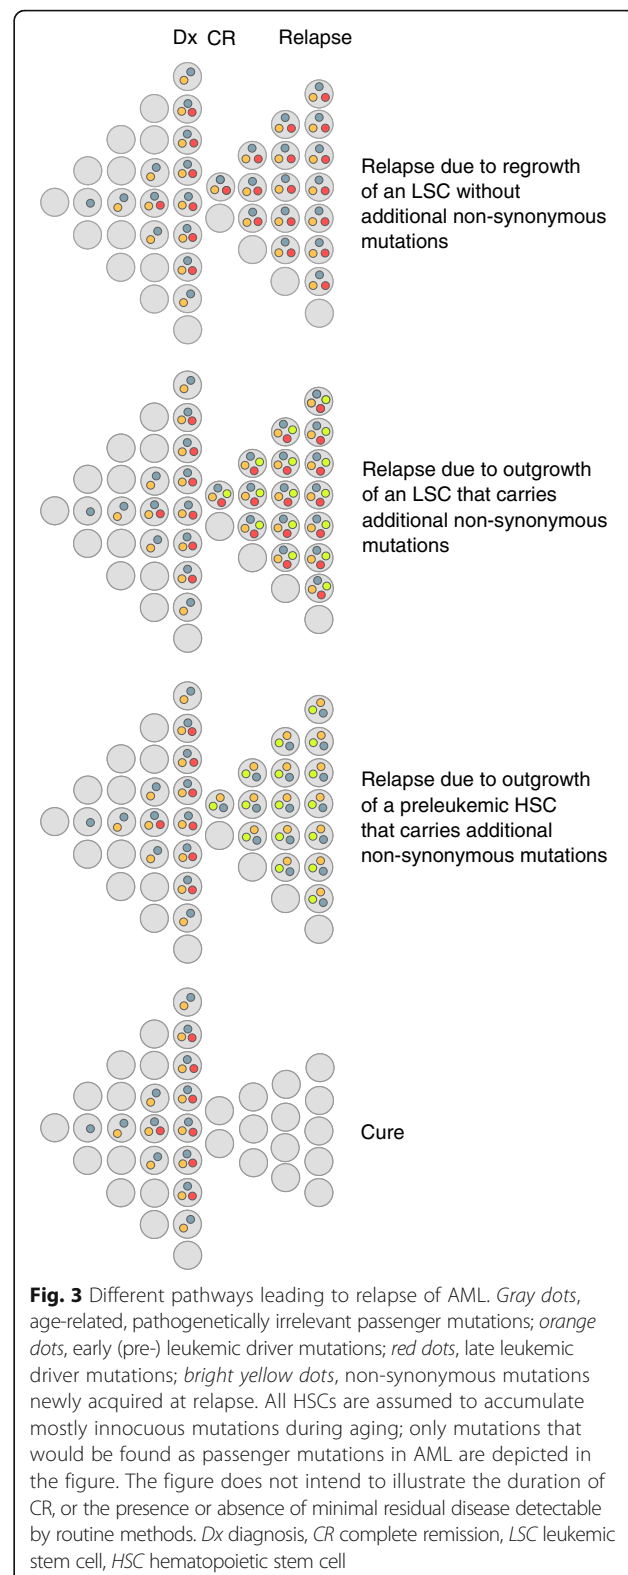 Dx CR Relapse
Relapse due to regrowth
of an LSC without
additional non-synonymous
mutations
Relapse due to outgrowth
of an LSC that carries
additional non-synonymous
mutations
Relapse due to outgrowth
of a preleukemic HSC
that carries additional
non-synonymous mutations
Cure
Fig. 3 Different pathways leading to relapse of AML. Gray dots,
age-related, pathogenetically irrelevant passenger mutations; orange
dots, early (pre-) leukemic driver mutations; red dots, late leukemic
driver mutations; bright yellow dots, non-synonymous mutations
newly acquired at relapse. All HSCs are assumed to accumulate
mostly innocuous mutations during aging; only mutations that
would be found as passenger mutations in AML are depicted in
the figure. The figure does not intend to illustrate the duration of
CR, or the presence or absence of minimal residual disease detectable
by routine methods. Dx diagnosis, CR complete remission, LSC leukemic
stem cell, HSC hematopoietic stem cell